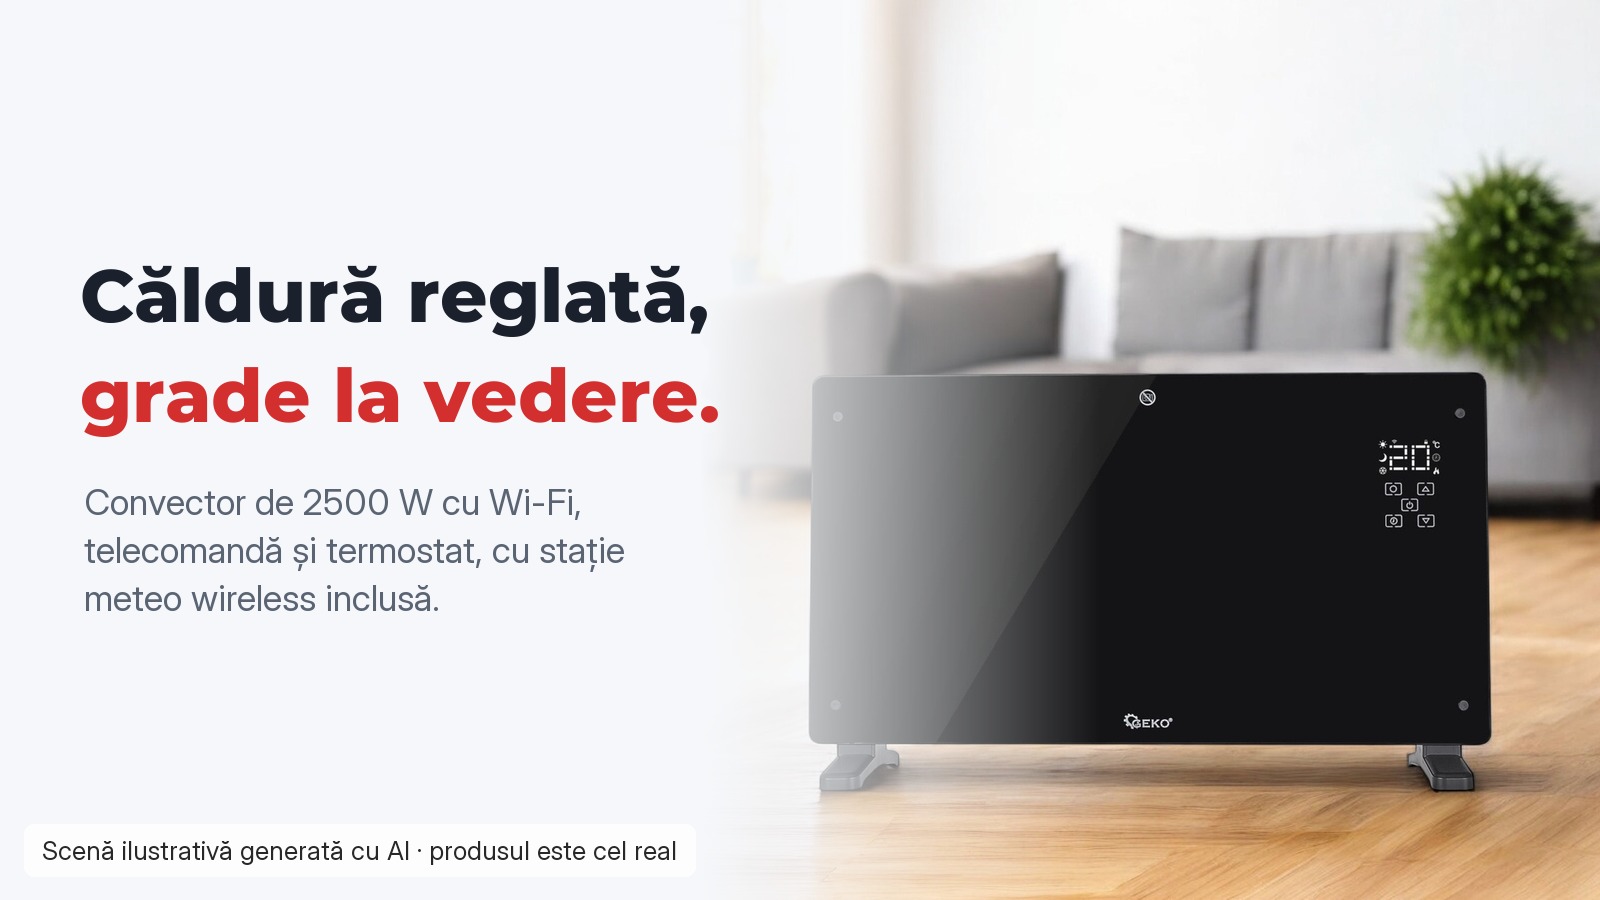 Căldură reglată,
grade la vedere.
Convector de 2500 W cu Wi-Fi,
telecomandă și termostat, cu stație
meteo wireless inclusă.
20 °C
GEKO®
Scenă ilustrativă generată cu AI · produsul este cel real